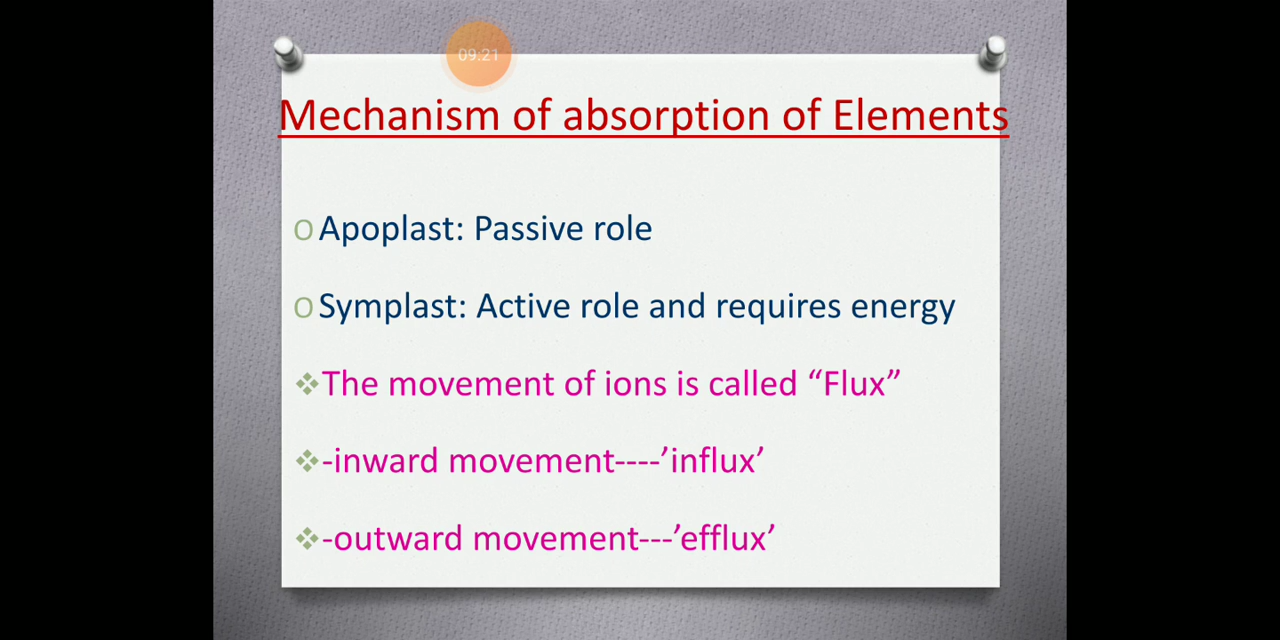 09:21
Mechanism of absorption of Elements
o Apoplast: Passive role
o Symplast: Active role and requires energy
❖The movement of ions is called “Flux”
❖-inward movement----’influx’
❖-outward movement---’efflux’